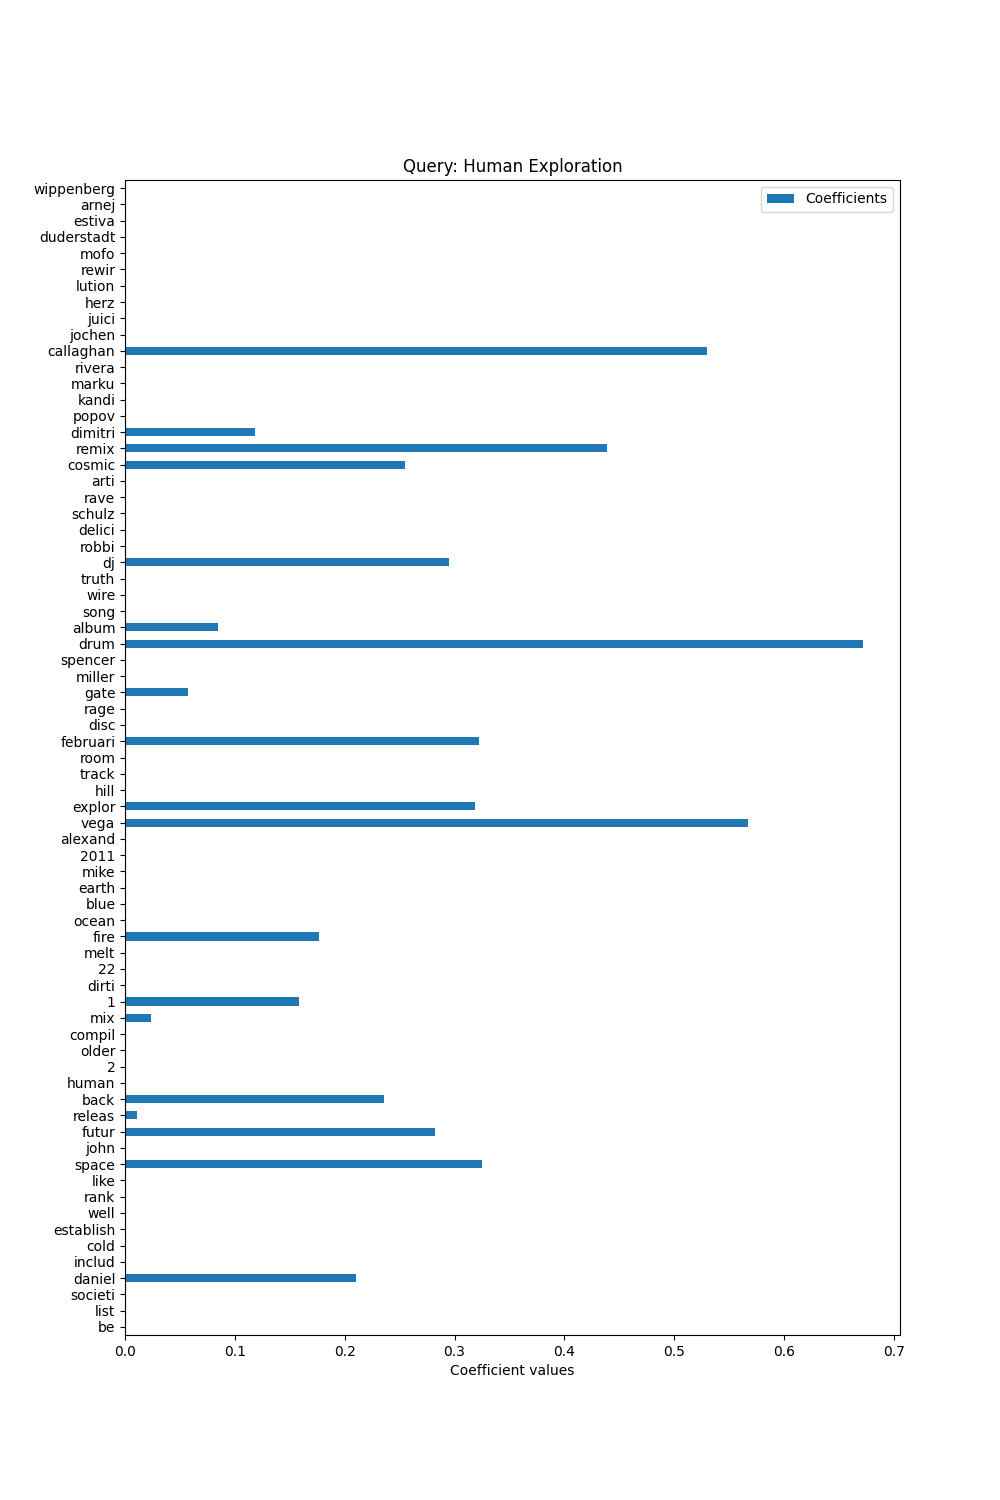 Query: Human Exploration
Coefficients
wippenberg
arnej
estiva
duderstadt
mofo
rewir
lution
herz
juici
jochen
callaghan
rivera
marku
kandi
popov
dimitri
remix
cosmic
arti
rave
schulz
delici
robbi
dj
truth
wire
song
album
drum
spencer
miller
gate
rage
disc
februari
room
track
hill
explor
vega
alexand
2011
mike
earth
blue
ocean
fire
melt
22
dirti
1
mix
compil
older
2
human
back
releas
futur
john
space
like
rank
well
establish
cold
includ
daniel
societi
list
be
0.0 0.1 0.2 0.3 0.4 0.5 0.6 0.7
Coefficient values